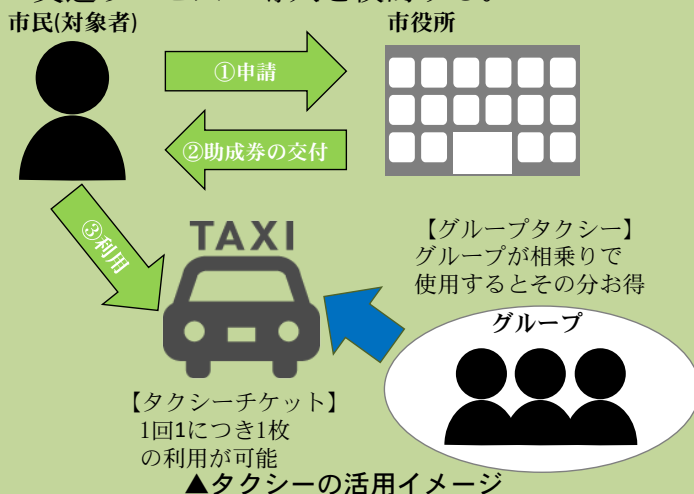 市民(対象者)
市役所
①申請
②助成券の交付
③利用
TAXI
【グループタクシー】
グループが相乗りで
使用するとその分お得
グループ
【タクシーチケット】
1回1につき1枚
の利用が可能
▲タクシーの活用イメージ